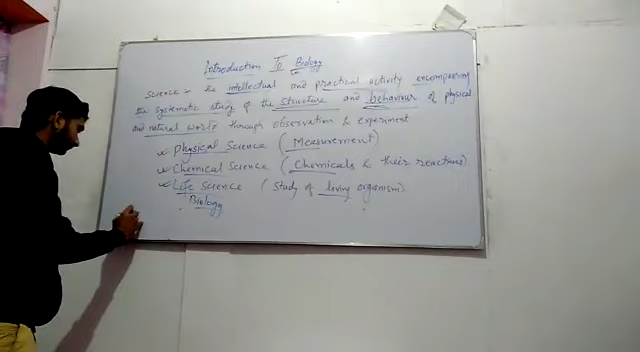 Introduction To Biology
Science :- the intellectual and practical activity encompassing
the systematic study of the structure and behaviour of physical
and natural world through observation & experiment
✓ Physical Science ( Measurement )
✓ Chemical Science ( Chemicals & their reactions)
✓ Life Science ( Study of living organism)
Biology